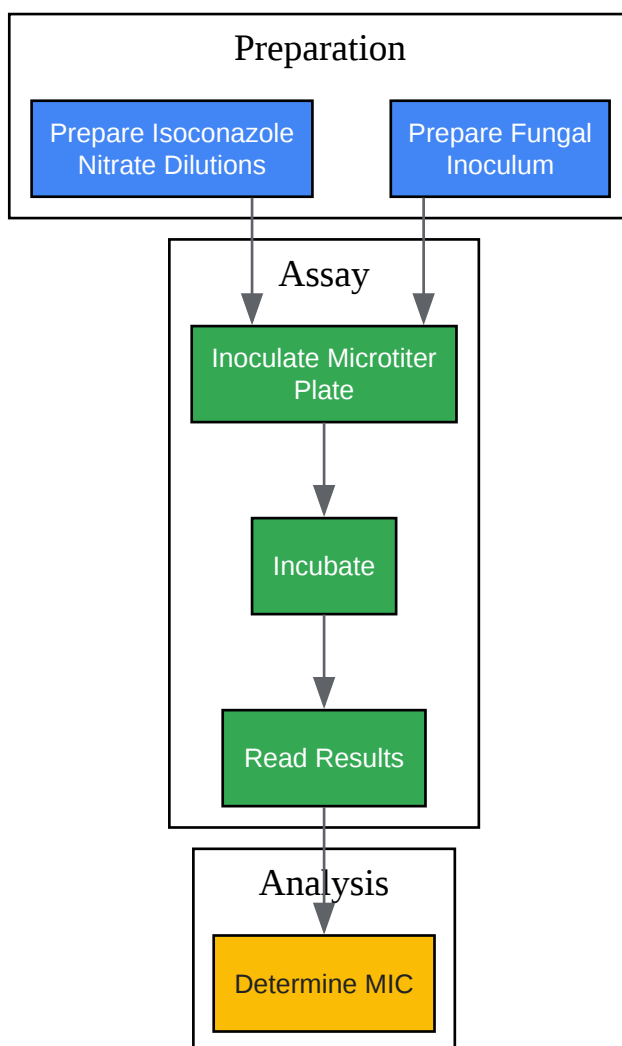 Preparation
Prepare Isoconazole
Nitrate Dilutions
Prepare Fungal
Inoculum
Assay
Inoculate Microtiter
Plate
Incubate
Read Results
Analysis
Determine MIC